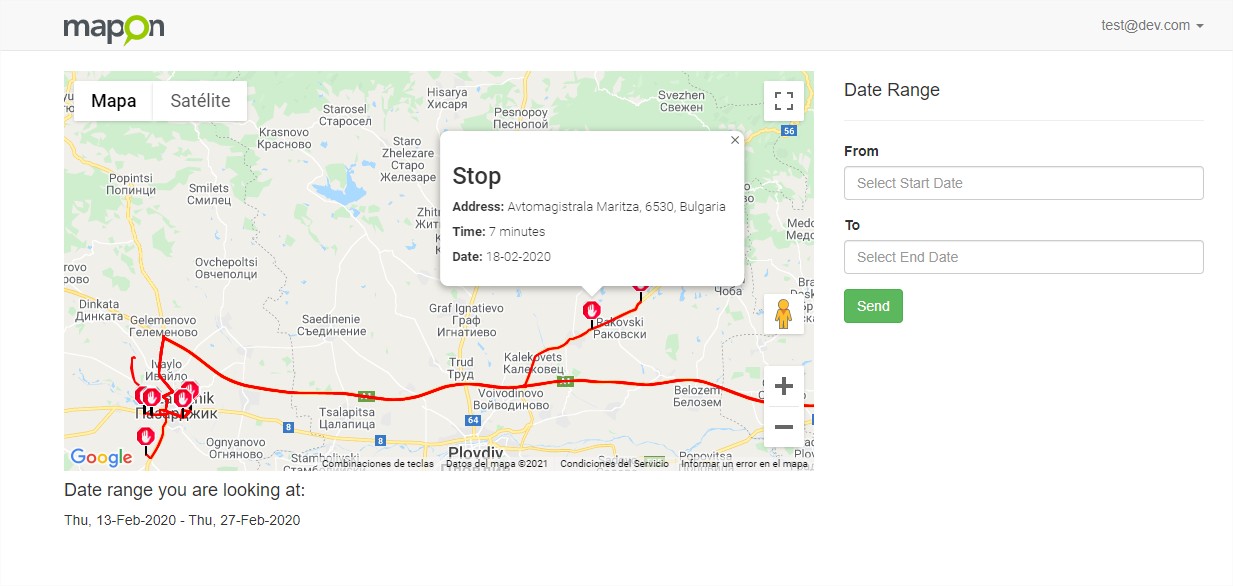 mapon
test@dev.com
Mapa
Satélite
Hisarya
Хисаря
Svezhen
Свежен
Starosel
Старосел
Pesnopoy
Песнопой
Krasnovo
Красново
56
Staro
Zhelezare
Старо
Железаре
Popintsi
Попинци
Smilets
Смилец
Ovchepoltsi
Овчеполци
Dinkata
Динката
Gelemenovo
Гелеменово
Saedinenie
Съединение
Graf Ignatievo
Граф
Игнатиево
Чоба
Rakovski
Раковски
Ivaylo
Ивайло
Пазарджик
Trud
Труд
Kalekovets
Калековец
Voivodinovo
Войводиново
Belozem
Белозем
Tsalapitsa
Цалапица
64
8
8
Ognyanovo
Огняново
Plovdiv
Popovitsa
Stop
Address: Avtomagistrala Maritza, 6530, Bulgaria
Time: 7 minutes
Date: 18-02-2020
Google
Combinaciones de teclas
Datos del mapa ©2021
Condiciones del Servicio
Informar un error en el mapa
Date range you are looking at:
Thu, 13-Feb-2020 - Thu, 27-Feb-2020
Date Range
From
Select Start Date
To
Select End Date
Send